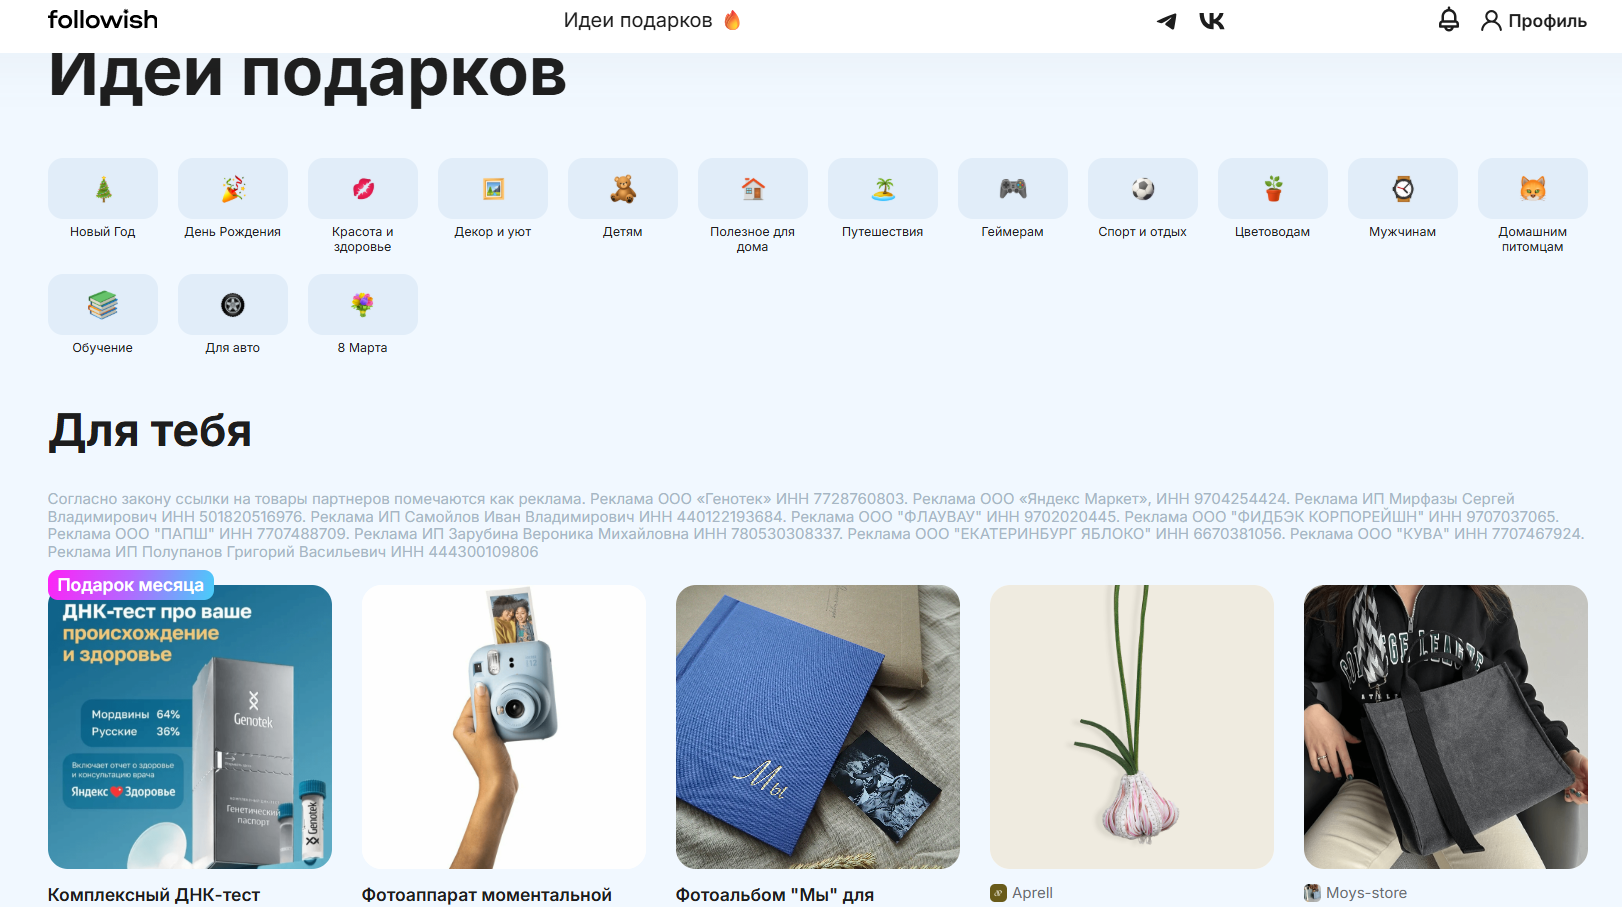 followish
Идеи подарков
Профиль
Идеи подарков
Новый Год
День Рождения
Красота и
здоровье
Декор и уют
Детям
Полезное для
дома
Путешествия
Геймерам
Спорт и отдых
Цветоводам
Мужчинам
Домашним
питомцам
Обучение
Для авто
8 Марта
Для тебя
Согласно закону ссылки на товары партнеров помечаются как реклама. Реклама ООО «Генотек» ИНН 7728760803. Реклама ООО «Яндекс Маркет», ИНН 9704254424. Реклама ИП Мирфазы Сергей
Владимирович ИНН 501820516976. Реклама ИП Самойлов Иван Владимирович ИНН 440122193684. Реклама ООО "ФЛАУВАУ" ИНН 9702020445. Реклама ООО "ФИДБЭК КОРПОРЕЙШН" ИНН 9707037065.
Реклама ООО "ПАПШ" ИНН 7707488709. Реклама ИП Зарубина Вероника Михайловна ИНН 780530308337. Реклама ООО "ЕКАТЕРИНБУРГ ЯБЛОКО" ИНН 6670381056. Реклама ООО "КУВА" ИНН 7707467924.
Реклама ИП Полупанов Григорий Васильевич ИНН 444300109806
Подарок месяца
ДНК-тест про ваше
происхождение
и здоровье
Мордвины 64%
Русские 36%
Включает отчет о здоровье
и консультацию врача
Яндекс Здоровье
Genotek
Генетический
паспорт
Genotek
Мы
Комплексный ДНК-тест
Фотоаппарат моментальной
Фотоальбом "Мы" для
Aprell
Moys-store